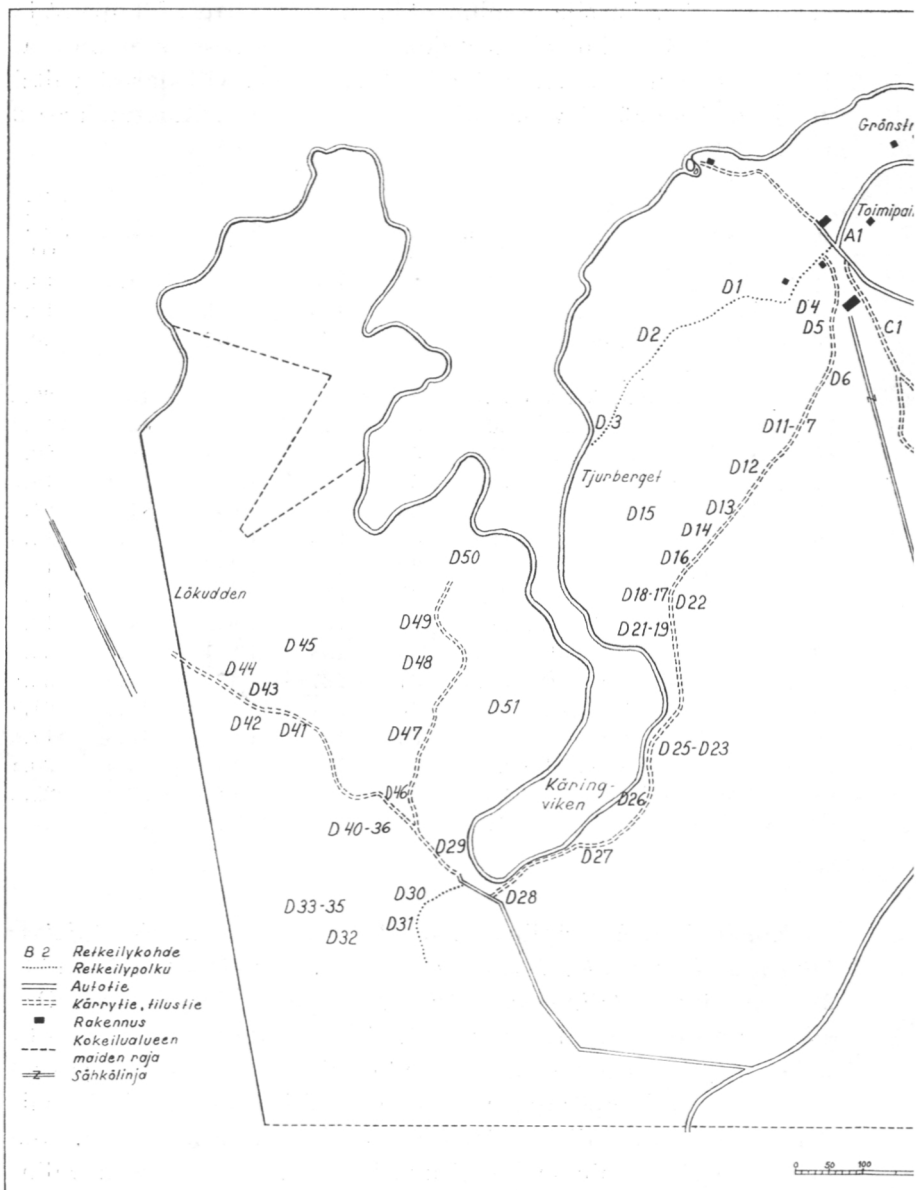 Grönstr
Toimipai
A1
D1
D4
D5
C1
D2
D6
D3
D11-7
Tjurberget
D12
D15
D13
D14
D50
D16
Lökudden
D18-17
D22
D49
D21-19
D45
D44
D48
D43
D51
D42
D41
D47
D25-D23
Käring-
viken
D46
D26
D40-36
D29
D27
D30
D28
D33-35
D31
D32
B 2 Retkeilykohde
Retkeilypolku
Autotie
Kärrytie, tilustie
Rakennus
Kokeilualueen
maiden raja
Z Sähkölinja
Z
0 50 100